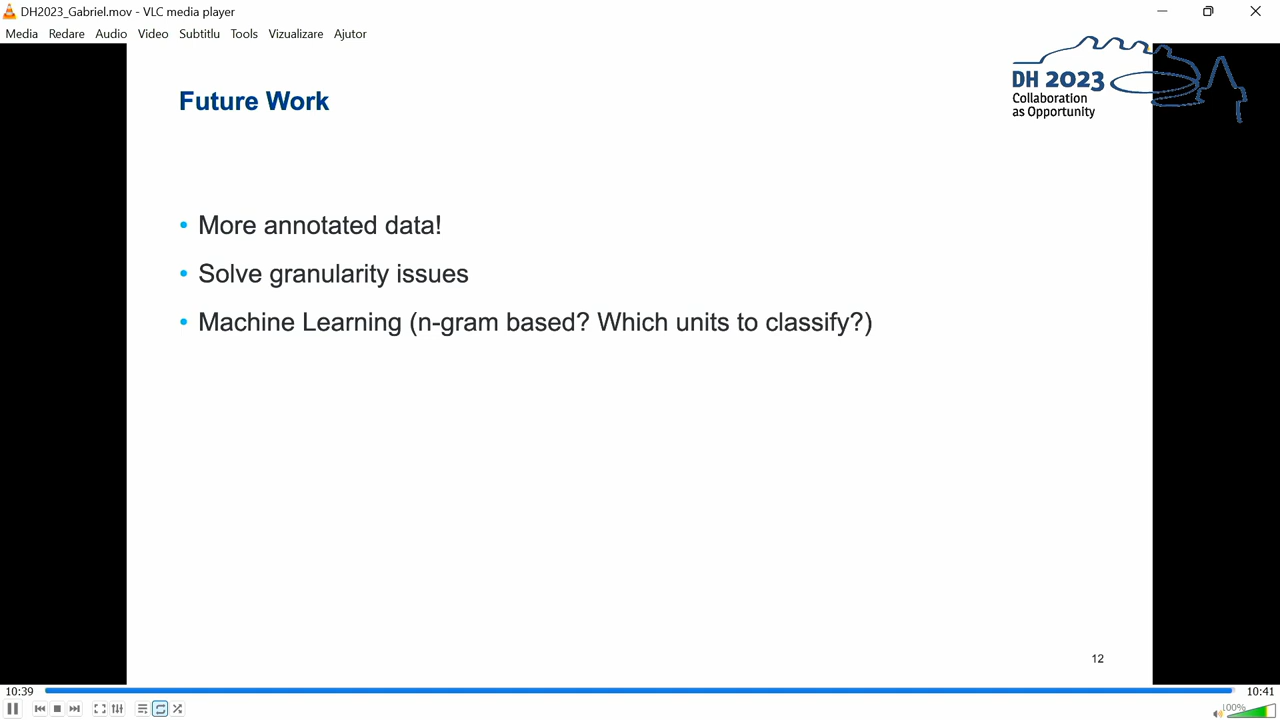 DH2023_Gabriel.mov - VLC media player
Media Redare Audio Video Subtitlu Tools Vizualizare Ajutor
DH 2023
Collaboration
as Opportunity
Future Work
• More annotated data!
• Solve granularity issues
• Machine Learning (n-gram based? Which units to classify?)
12
10:39
10:41
100%